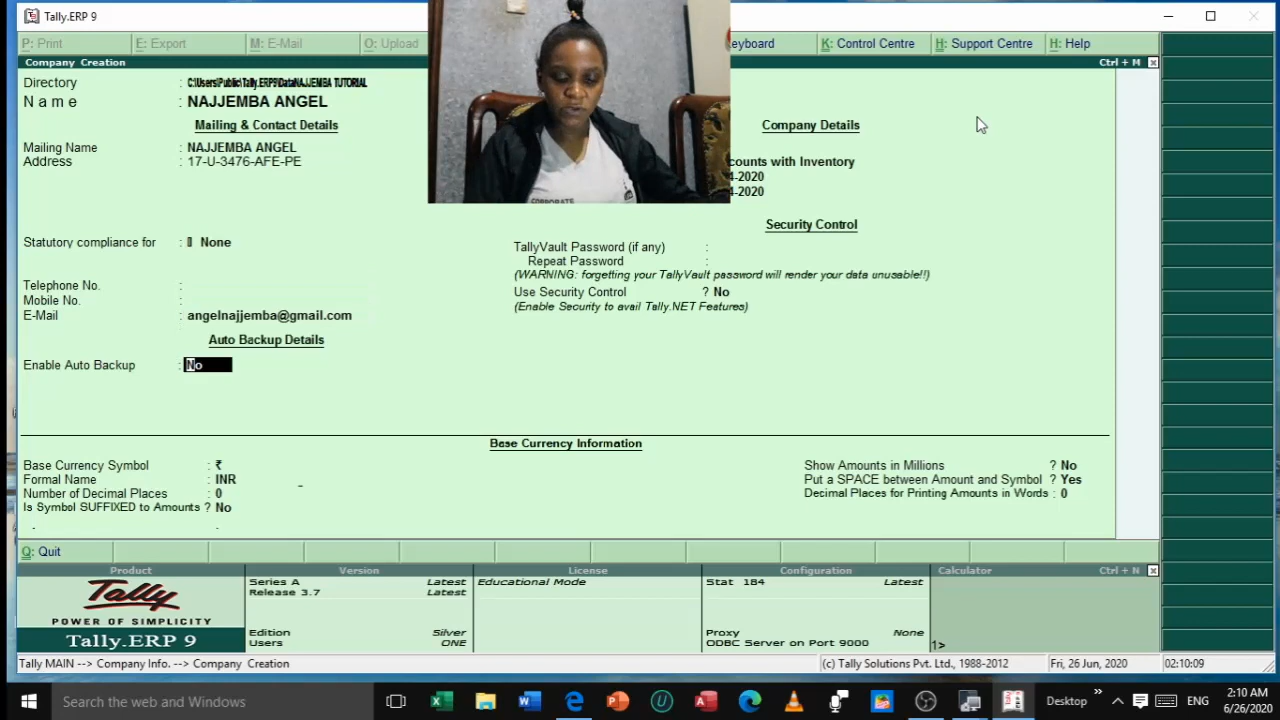 Tally.ERP 9
P: Print E: Export M: E-Mail O: Upload eyboard K: Control Centre H: Support Centre H: Help
Company Creation Ctrl + M
Directory : C:\Users\Public\Tally.ERP9\Data\NAJJEMBA TUTORIAL
Name : NAJJEMBA ANGEL
Mailing & Contact Details
Company Details
Mailing Name : NAJJEMBA ANGEL
Address : 17-U-3476-AFE-PE
counts with Inventory
4-2020
4-2020
Security Control
Statutory compliance for : None
TallyVault Password (if any) :
Repeat Password :
(WARNING: forgetting your TallyVault password will render your data unusable!!)
Use Security Control ? No
(Enable Security to avail Tally.NET Features)
Telephone No. :
Mobile No. :
E-Mail : angelnajjemba@gmail.com
Auto Backup Details
Enable Auto Backup : No
CORPORATE
Base Currency Information
Base Currency Symbol : ₹
Formal Name : INR
Number of Decimal Places : 0
Is Symbol SUFFIXED to Amounts ? No
Show Amounts in Millions ? No
Put a SPACE between Amount and Symbol ? Yes
Decimal Places for Printing Amounts in Words : 0
Q: Quit
Product Version License Configuration Calculator Ctrl + N
Tally
POWER OF SIMPLICITY
Tally.ERP 9
Series A Latest
Release 3.7 Latest
Edition Silver
Users ONE
Educational Mode
Stat 184 Latest
Proxy None
ODBC Server on Port 9000
1>
Tally MAIN --> Company Info. --> Company Creation (c) Tally Solutions Pvt. Ltd., 1988-2012 Fri, 26 Jun, 2020 02:10:09
Search the web and Windows
Desktop
ENG
2:10 AM
6/26/2020